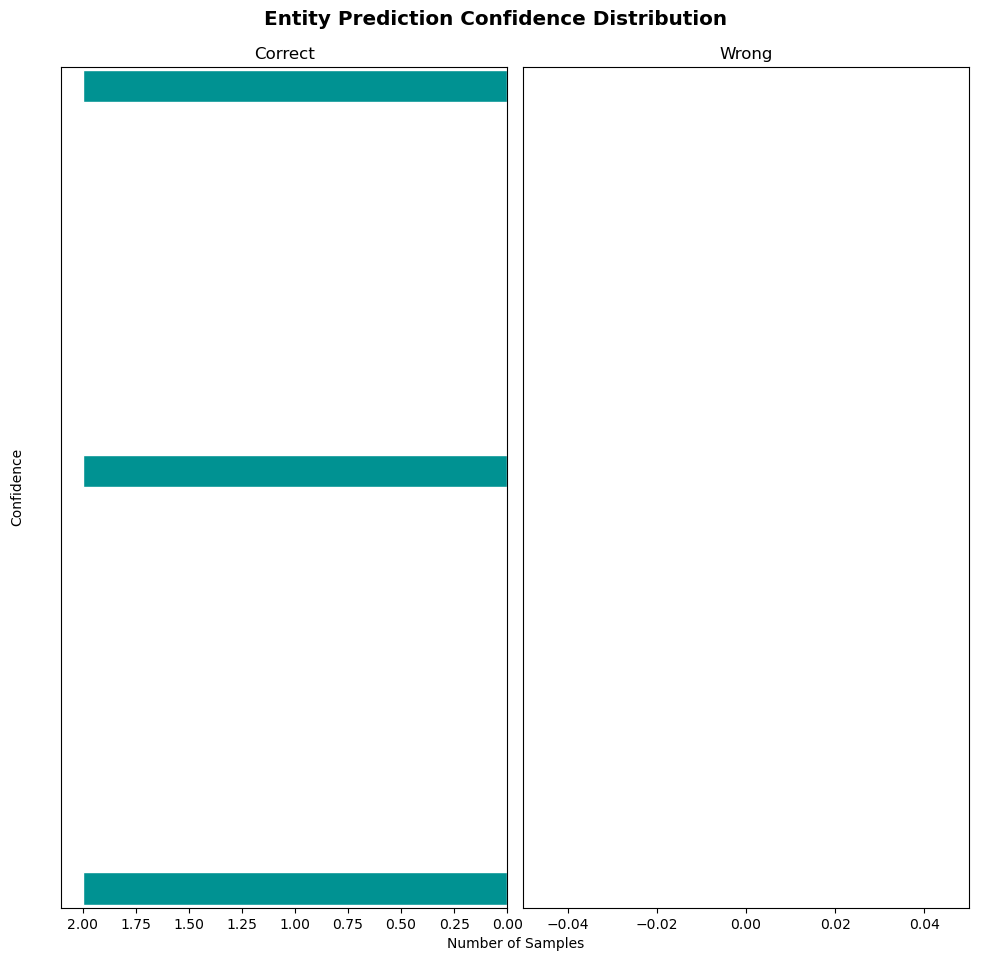 Entity Prediction Confidence Distribution
Correct
Wrong
Confidence
2.00 1.75 1.50 1.25 1.00 0.75 0.50 0.25 0.00
−0.04 −0.02 0.00 0.02 0.04
Number of Samples